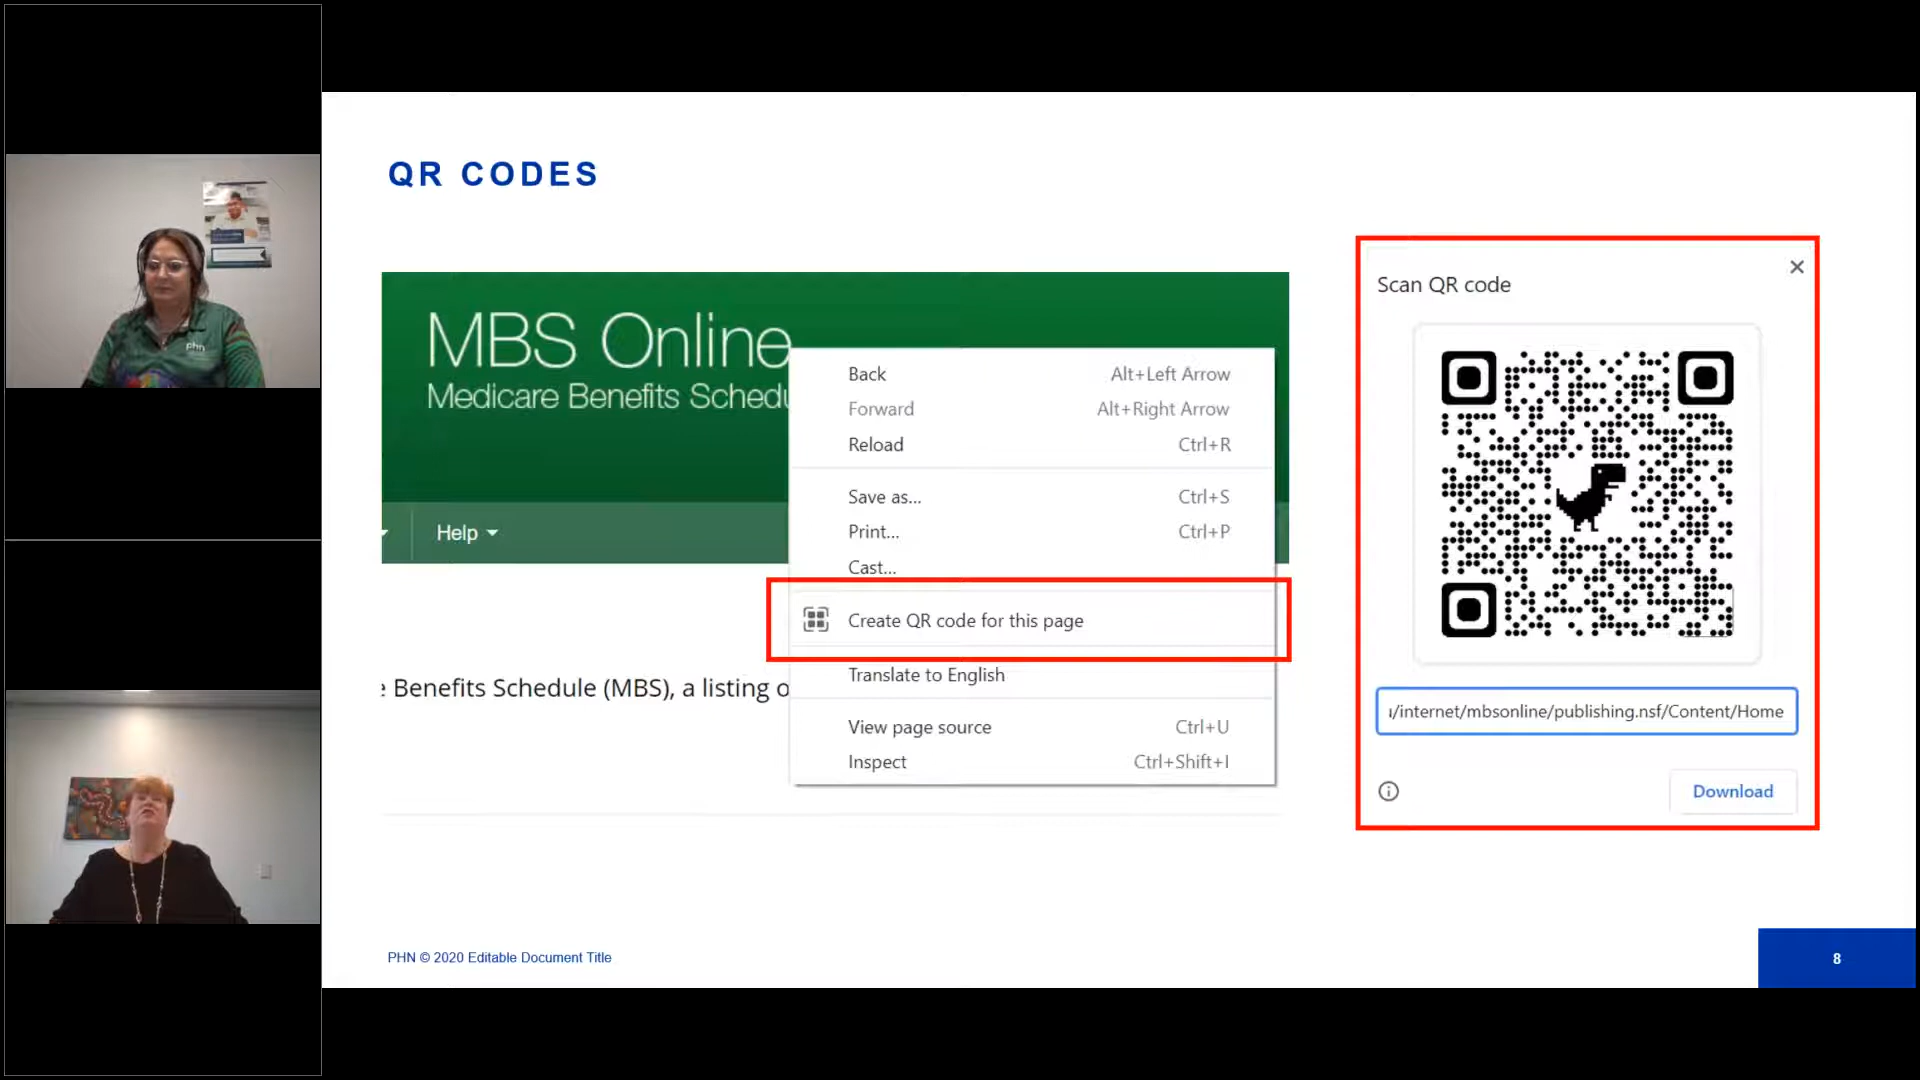 QR CODES
MBS Online
Medicare Benefits Schedu
Help
e Benefits Schedule (MBS), a listing o
Back Alt+Left Arrow
Forward Alt+Right Arrow
Reload Ctrl+R
Save as... Ctrl+S
Print... Ctrl+P
Cast...
Create QR code for this page
Translate to English
View page source Ctrl+U
Inspect Ctrl+Shift+I
Scan QR code
/internet/mbsonline/publishing.nsf/Content/Home
Download
phn
PHN © 2020 Editable Document Title
8